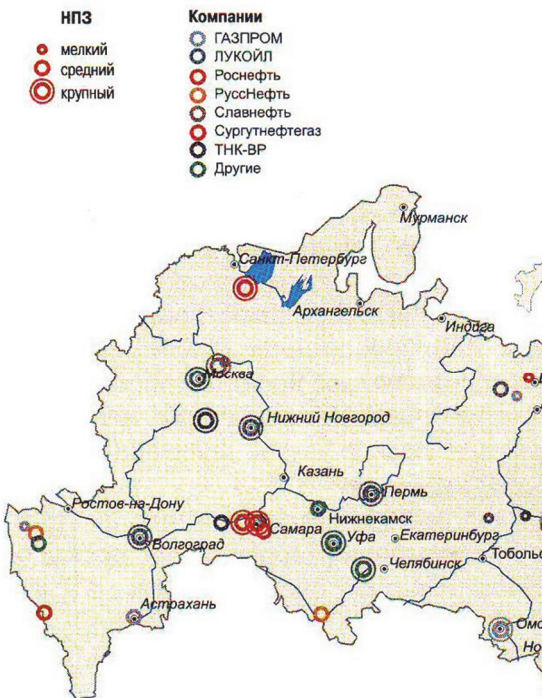 НПЗ
мелкий
средний
крупный
Компании
ГАЗПРОМ
ЛУКОЙЛ
Роснефть
РуссНефть
Славнефть
Сургутнефтегаз
ТНК-ВР
Другие
Мурманск
Санкт-Петербург
Архангельск
Индига
Москва
Нижний Новгород
Казань
Пермь
Ростов-на-Дону
Нижнекамск
Самара
Волгоград
Уфа
Екатеринбург
Тобольс
Челябинск
Астрахань
Омс
Но